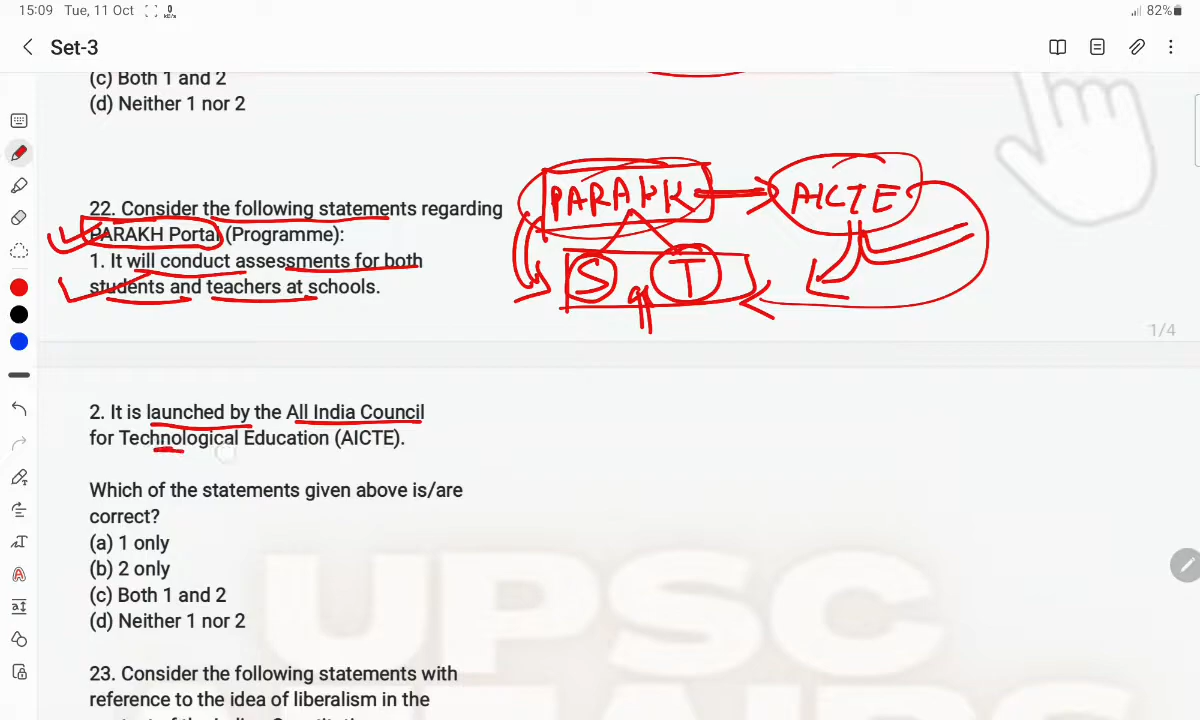 15:09 Tue, 11 Oct 0 KB/s 82%
Set-3
(c) Both 1 and 2
(d) Neither 1 nor 2
22. Consider the following statements regarding
PARAKH Portal (Programme):
1. It will conduct assessments for both
students and teachers at schools.
PARAKH AICTE
S T
1/4
2. It is launched by the All India Council
for Technological Education (AICTE).
Which of the statements given above is/are
correct?
(a) 1 only
(b) 2 only
(c) Both 1 and 2
(d) Neither 1 nor 2
UPSC
23. Consider the following statements with
reference to the idea of liberalism in the